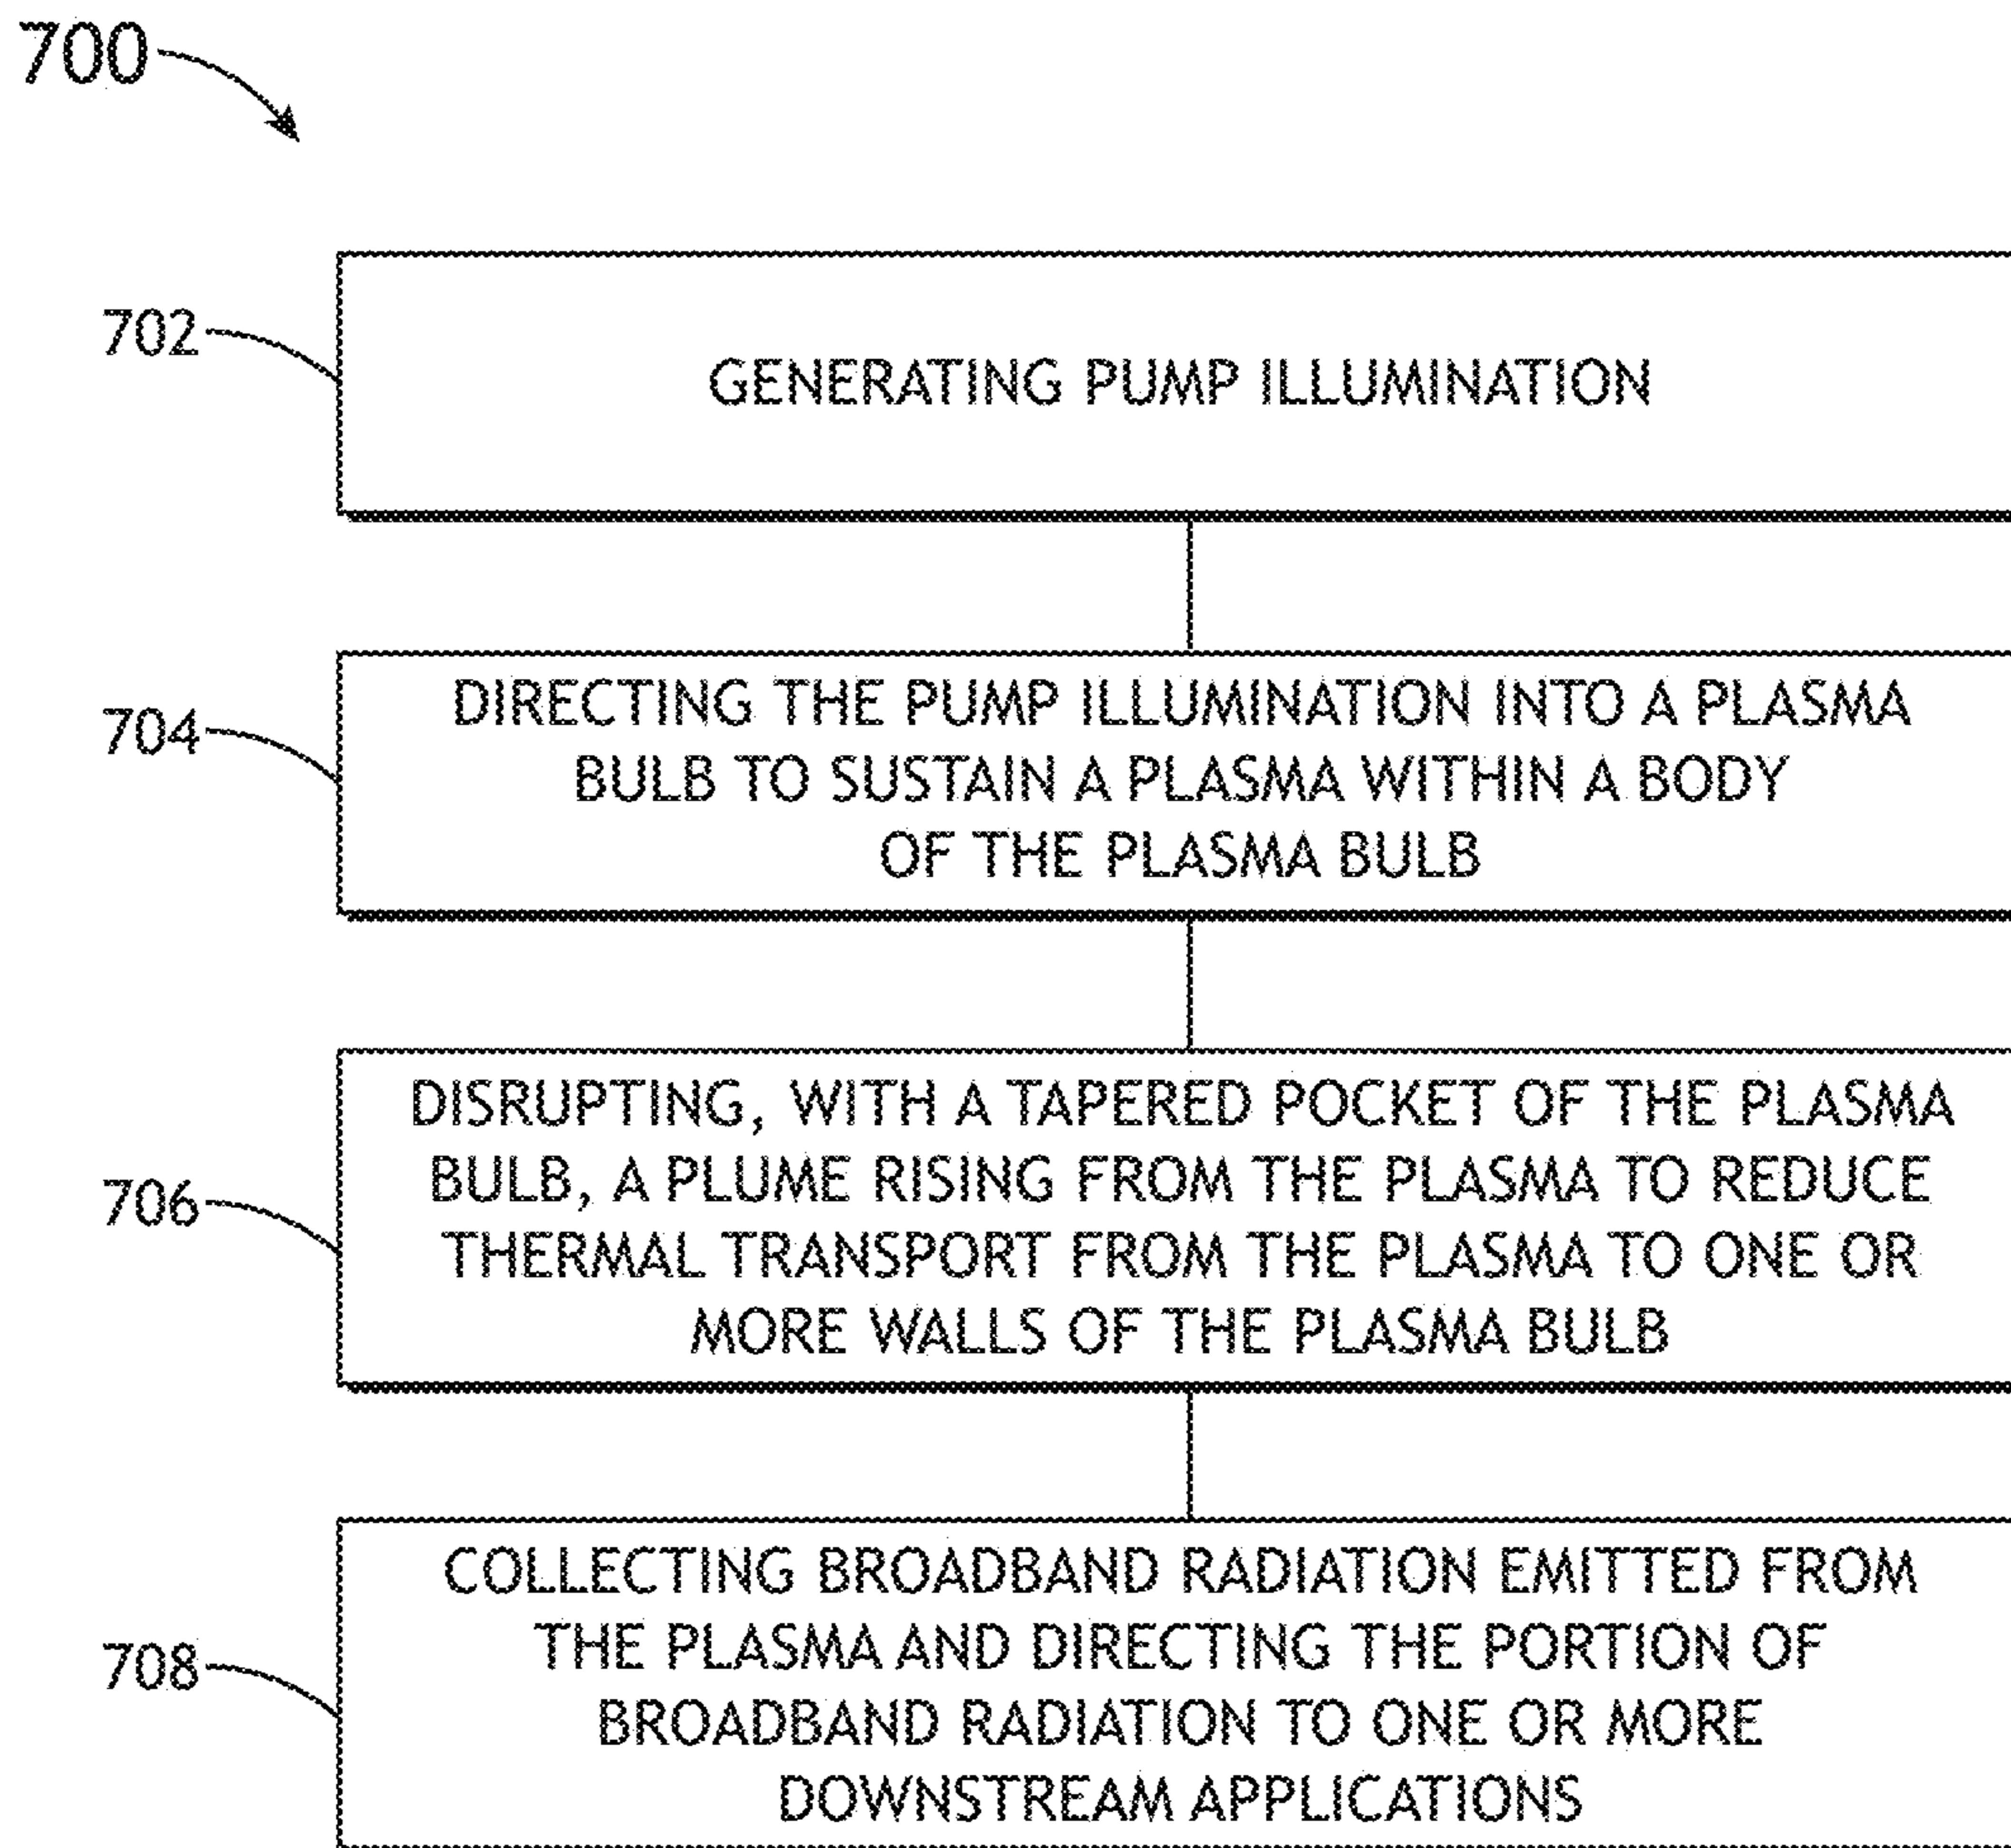 700
702
GENERATING PUMP ILLUMINATION
704
DIRECTING THE PUMP ILLUMINATION INTO A PLASMA
BULB TO SUSTAIN A PLASMA WITHIN A BODY
OF THE PLASMA BULB
706
DISRUPTING, WITH A TAPERED POCKET OF THE PLASMA
BULB, A PLUME RISING FROM THE PLASMA TO REDUCE
THERMAL TRANSPORT FROM THE PLASMA TO ONE OR
MORE WALLS OF THE PLASMA BULB
708
COLLECTING BROADBAND RADIATION EMITTED FROM
THE PLASMA AND DIRECTING THE PORTION OF
BROADBAND RADIATION TO ONE OR MORE
DOWNSTREAM APPLICATIONS